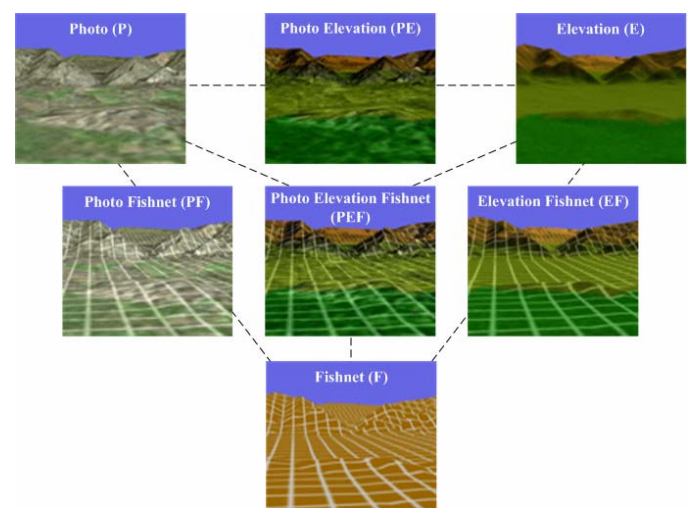 Photo (P)
Photo Elevation (PE)
Elevation (E)
Photo Fishnet (PF)
Photo Elevation Fishnet
(PEF)
Elevation Fishnet (EF)
Fishnet (F)